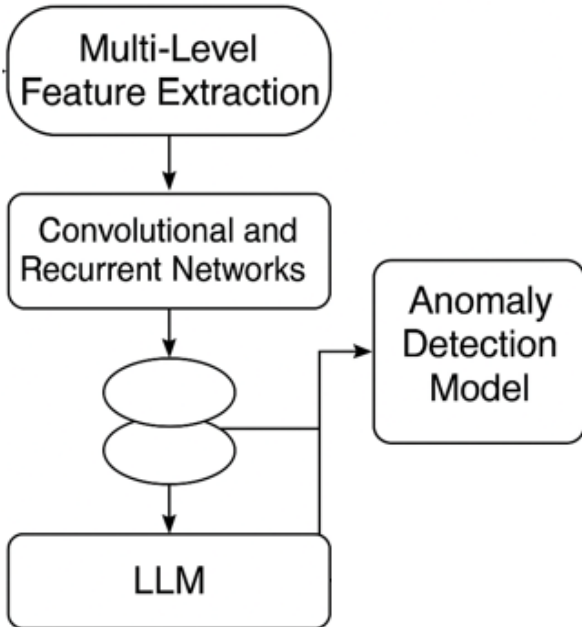 Multi-Level
Feature Extraction
Convolutional and
Recurrent Networks
Anomaly
Detection
Model
LLM